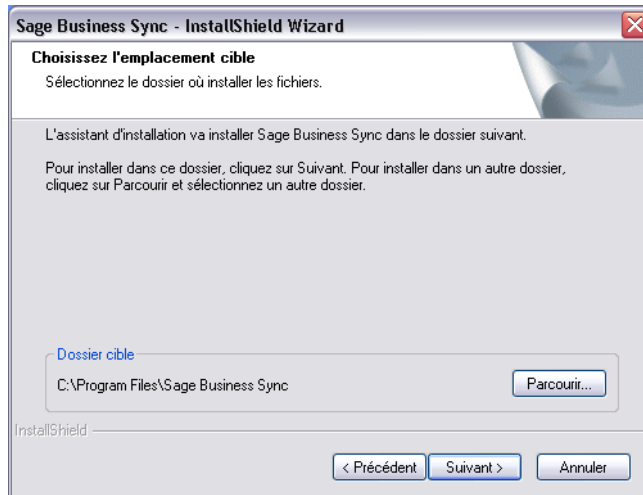 Sage Business Sync - InstallShield Wizard
Choisissez l'emplacement cible
Sélectionnez le dossier où installer les fichiers.
L'assistant d'installation va installer Sage Business Sync dans le dossier suivant.
Pour installer dans ce dossier, cliquez sur Suivant. Pour installer dans un autre dossier,
cliquez sur Parcourir et sélectionnez un autre dossier.
Dossier cible
C:\Program Files\Sage Business Sync
Parcourir...
InstallShield
< Précédent
Suivant >
Annuler